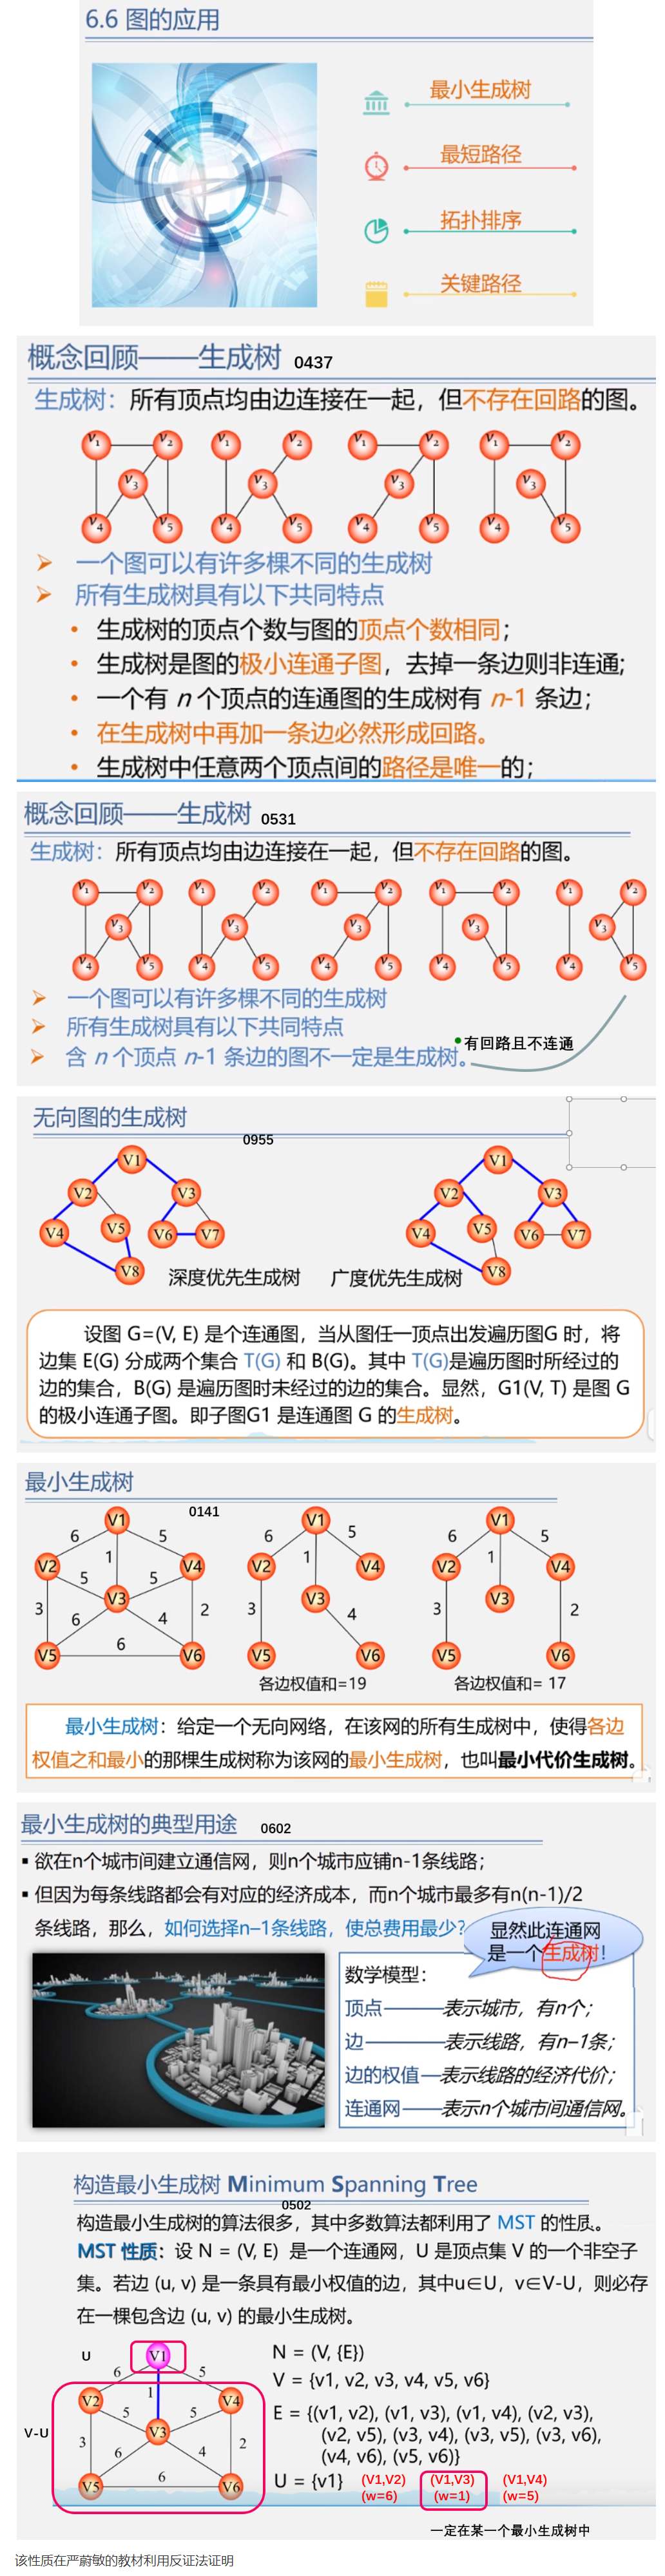 6.6 图的应用
最小生成树
最短路径
拓扑排序
关键路径
概念回顾——生成树 0437
生成树：所有顶点均由边连接在一起，但不存在回路的图。
V1 V2 V1 V2 V1 V2 V1 V2
V3 V3 V3 V3
V4 V5 V4 V5 V4 V5 V4 V5
一个图可以有许多棵不同的生成树
所有生成树具有以下共同特点
• 生成树的顶点个数与图的顶点个数相同；
• 生成树是图的极小连通子图，去掉一条边则非连通；
• 一个有 n 个顶点的连通图的生成树有 n-1 条边；
• 在生成树中再加一条边必然形成回路。
• 生成树中任意两个顶点间的路径是唯一的；
概念回顾——生成树 0531
生成树：所有顶点均由边连接在一起，但不存在回路的图。
V1 V2 V1 V2 V1 V2 V1 V2 V1 V2
V3 V3 V3 V3 V3
V4 V5 V4 V5 V4 V5 V4 V5 V4 V5
一个图可以有许多棵不同的生成树
所有生成树具有以下共同特点
• 有回路且不连通
含 n 个顶点 n-1 条边的图不一定是生成树。
无向图的生成树
0955
V1 V1
V2 V3 V2 V3
V4 V5 V6 V7 V4 V5 V6 V7
V8 深度优先生成树 广度优先生成树 V8
设图 G=(V, E) 是个连通图，当从图任一顶点出发遍历图G 时，将
边集 E(G) 分成两个集合 T(G) 和 B(G)。其中 T(G)是遍历图时所经过的
边的集合，B(G) 是遍历图时未经过的边的集合。显然，G1(V, T) 是图 G
的极小连通子图。即子图G1 是连通图 G 的生成树。
最小生成树
0141
V1 V1 V1
6 5 6 5 6 5
V2 1 V4 V2 1 V4 V2 1 V4
5 5
V3 V3 V3
3 6 4 2 3 4 3 2
6
V5 V6 V5 V6 V5 V6
各边权值和=19 各边权值和= 17
最小生成树：给定一个无向网络，在该网的所有生成树中，使得各边
权值之和最小的那棵生成树称为该网的最小生成树，也叫最小代价生成树。
最小生成树的典型用途 0602
▪ 欲在n个城市间建立通信网，则n个城市应铺n-1条线路；
▪ 但因为每条线路都会有对应的经济成本，而n个城市最多有n(n-1)/2
条线路，那么，如何选择n–1条线路，使总费用最少？
显然此连通网
是一个生成树！
数学模型：
顶点———表示城市，有n个；
边————表示线路，有n–1条；
边的权值—表示线路的经济代价；
连通网——表示n个城市间通信网。
构造最小生成树 Minimum Spanning Tree
0502
构造最小生成树的算法很多，其中多数算法都利用了 MST 的性质。
MST 性质：设 N = (V, E) 是一个连通网，U 是顶点集 V 的一个非空子
集。若边 (u, v) 是一条具有最小权值的边，其中u∈U，v∈V-U，则必存
在一棵包含边 (u, v) 的最小生成树。
U V1
6 5
V2 1 V4
5 5
V-U V3
3 6 4 2
6
V5 V6
N = (V, {E})
V = {v1, v2, v3, v4, v5, v6}
E = {(v1, v2), (v1, v3), (v1, v4), (v2, v3),
(v2, v5), (v3, v4), (v3, v5), (v3, v6),
(v4, v6), (v5, v6)}
U = {v1} (V1,V2) (V1,V3) (V1,V4)
(w=6) (w=1) (w=5)
一定在某一个最小生成树中
该性质在严蔚敏的教材利用反证法证明